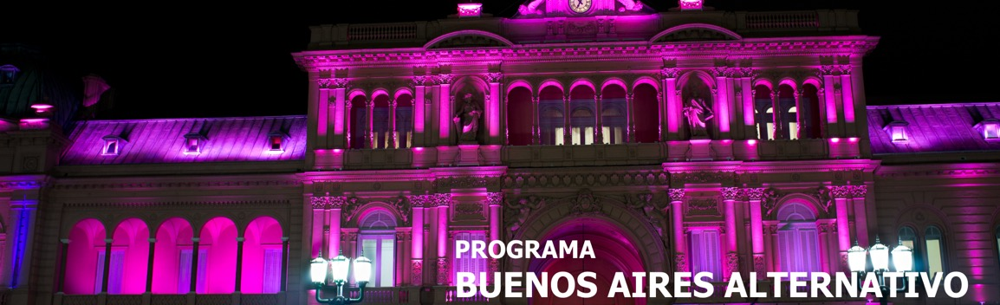 PROGRAMA
BUENOS AIRES ALTERNATIVO